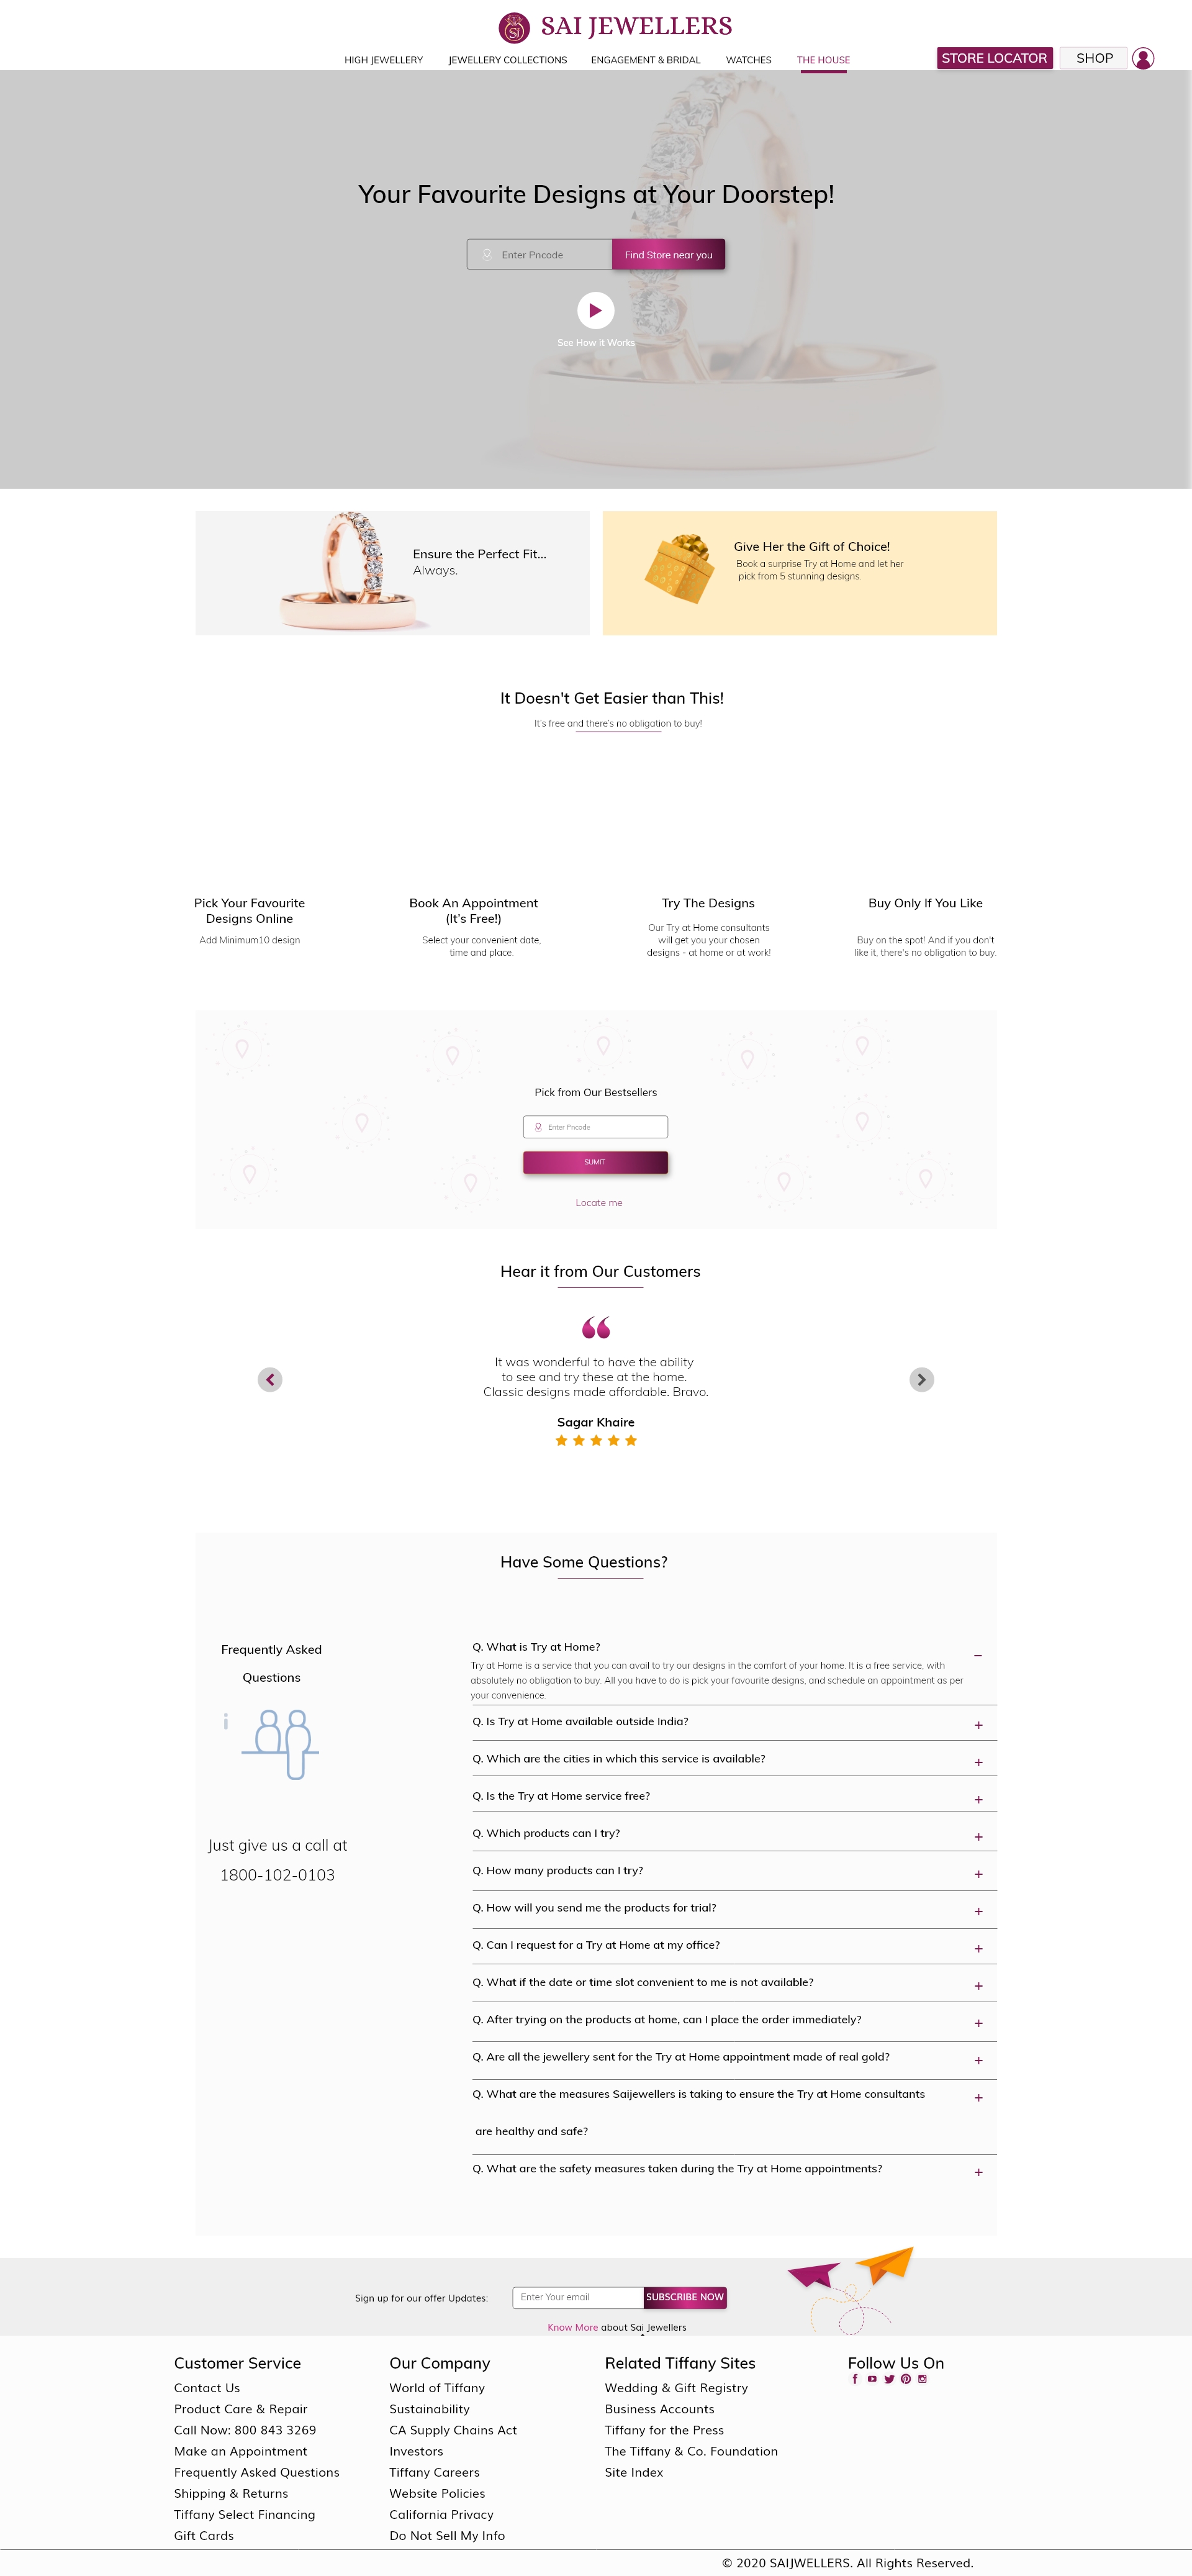 SAI JEWELLERS
HIGH JEWELLERY JEWELLERY COLLECTIONS ENGAGEMENT & BRIDAL WATCHES THE HOUSE
STORE LOCATOR SHOP
Your Favourite Designs at Your Doorstep!
Enter Pncode Find Store near you
See How it Works
Ensure the Perfect Fit...
Always.
Give Her the Gift of Choice!
Book a surprise Try at Home and let her
pick from 5 stunning designs.
It Doesn't Get Easier than This!
It's free and there's no obligation to buy!
Pick Your Favourite
Designs Online
Add Minimum10 design
Book An Appointment
(It's Free!)
Select your convenient date,
time and place.
Try The Designs
Our Try at Home consultants
will get you your chosen
designs - at home or at work!
Buy Only If You Like
Buy on the spot! And if you don't
like it, there's no obligation to buy.
Pick from Our Bestsellers
Enter Pncode
SUMIT
Locate me
Hear it from Our Customers
It was wonderful to have the ability
to see and try these at the home.
Classic designs made affordable. Bravo.
Sagar Khaire
Have Some Questions?
Frequently Asked
Questions
Just give us a call at
1800-102-0103
Q. What is Try at Home?
Try at Home is a service that you can avail to try our designs in the comfort of your home. It is a free service, with
absolutely no obligation to buy. All you have to do is pick your favourite designs, and schedule an appointment as per
your convenience.
Q. Is Try at Home available outside India?
Q. Which are the cities in which this service is available?
Q. Is the Try at Home service free?
Q. Which products can I try?
Q. How many products can I try?
Q. How will you send me the products for trial?
Q. Can I request for a Try at Home at my office?
Q. What if the date or time slot convenient to me is not available?
Q. After trying on the products at home, can I place the order immediately?
Q. Are all the jewellery sent for the Try at Home appointment made of real gold?
Q. What are the measures Saijewellers is taking to ensure the Try at Home consultants
are healthy and safe?
Q. What are the safety measures taken during the Try at Home appointments?
Sign up for our offer Updates:
Enter Your email SUBSCRIBE NOW
Know More about Sai Jewellers
Customer Service
Contact Us
Product Care & Repair
Call Now: 800 843 3269
Make an Appointment
Frequently Asked Questions
Shipping & Returns
Tiffany Select Financing
Gift Cards
Our Company
World of Tiffany
Sustainability
CA Supply Chains Act
Investors
Tiffany Careers
Website Policies
California Privacy
Do Not Sell My Info
Related Tiffany Sites
Wedding & Gift Registry
Business Accounts
Tiffany for the Press
The Tiffany & Co. Foundation
Site Index
Follow Us On
© 2020 SAIJWELLERS. All Rights Reserved.